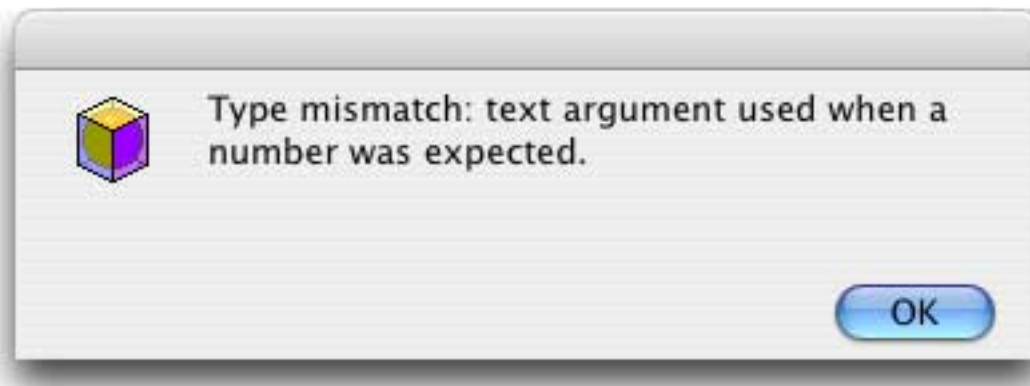 Type mismatch: text argument used when a
number was expected.
OK